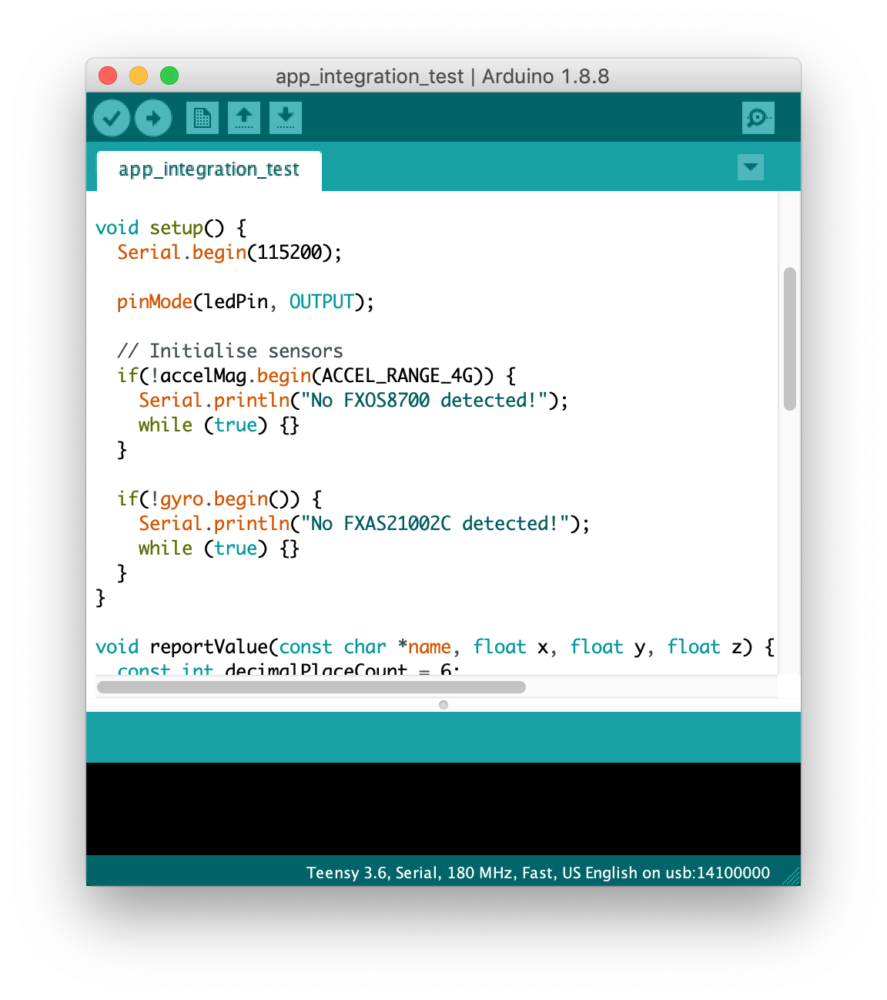 app_integration_test | Arduino 1.8.8
app_integration_test
void setup() {
  Serial.begin(115200);
  pinMode(ledPin, OUTPUT);
  // Initialise sensors
  if(!accelMag.begin(ACCEL_RANGE_4G)) {
    Serial.println("No FXOS8700 detected!");
    while (true) {}
  }
  if(!gyro.begin()) {
    Serial.println("No FXAS21002C detected!");
    while (true) {}
  }
}
void reportValue(const char *name, float x, float y, float z) {
  const int decimalPlaceCount = 6;
Teensy 3.6, Serial, 180 MHz, Fast, US English on usb:14100000